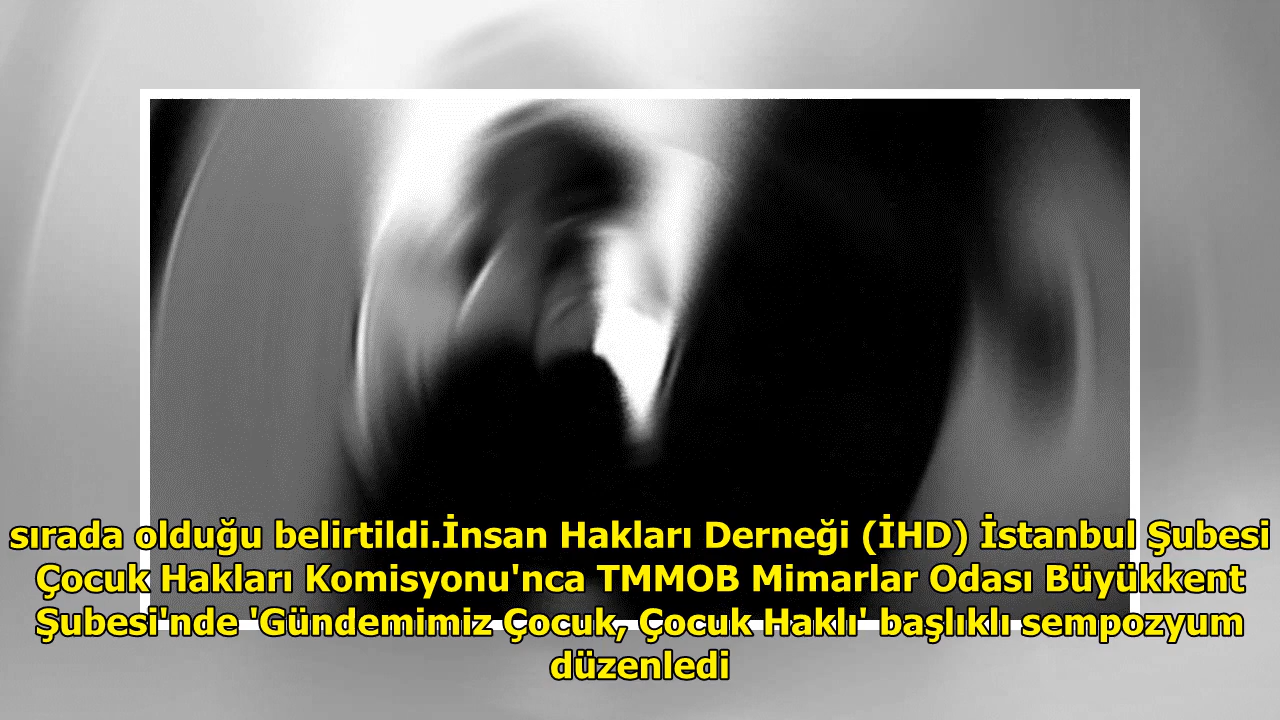 sırada olduğu belirtildi.İnsan Hakları Derneği (İHD) İstanbul Şubesi
Çocuk Hakları Komisyonu'nca TMMOB Mimarlar Odası Büyükkent
Şubesi'nde 'Gündemimiz Çocuk, Çocuk Haklı' başlıklı sempozyum
düzenledi